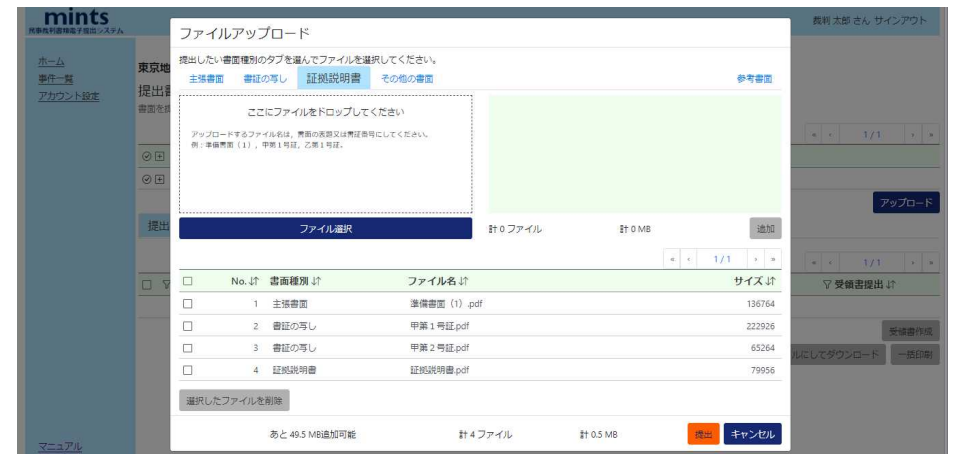 mints
民事裁判書類電子提出システム
裁判 太郎 さん サインアウト
ホーム
事件一覧
アカウント設定
マニュアル
東京地
提出
書面を
提出
ファイルアップロード
提出したい書面種別のタブを選んでファイルを選択してください。
主張書面 書証の写し 証拠説明書 その他の書面 参考書面
ここにファイルをドロップしてください
アップロードするファイル名は，書面の表題又は書証番号にしてください。
例：準備書面（1），甲第１号証，乙第１号証。
ファイル選択 計 0 ファイル 計 0 MB 追加
« ‹ 1 / 1 › »
No.↓↑ 書面種別 ↓↑ ファイル名 ↓↑ サイズ ↓↑
1 主張書面 準備書面（1）.pdf 136764
2 書証の写し 甲第１号証.pdf 222926
3 書証の写し 甲第２号証.pdf 65264
4 証拠説明書 証拠説明書.pdf 79956
選択したファイルを削除
あと 49.5 MB追加可能 計 4 ファイル 計 0.5 MB 提出 キャンセル
« ‹ 1 / 1 › »
アップロード
« ‹ 1 / 1 › »
受領書提出 ↓↑
受領書作成
ルにしてダウンロード 一括印刷